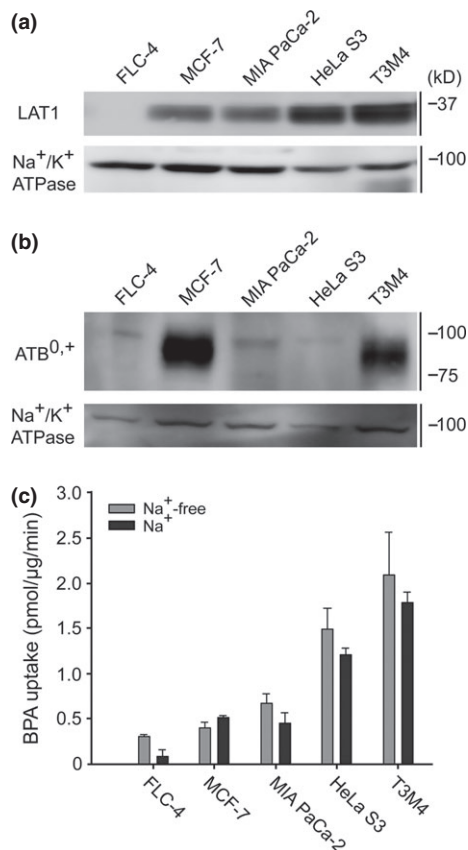 (a)
FLC-4 MCF-7 MIA PaCa-2 HeLa S3 T3M4
(kD)
LAT1
–37
Na⁺/K⁺
ATPase
–100
(b)
FLC-4 MCF-7 MIA PaCa-2 HeLa S3 T3M4
ATB⁰,⁺
–100
–75
Na⁺/K⁺
ATPase
–100
(c)
BPA uptake (pmol/µg/min)
3.0
2.5
2.0
1.5
1.0
0.5
0
Na⁺-free
Na⁺
FLC-4 MCF-7 MIA PaCa-2 HeLa S3 T3M4